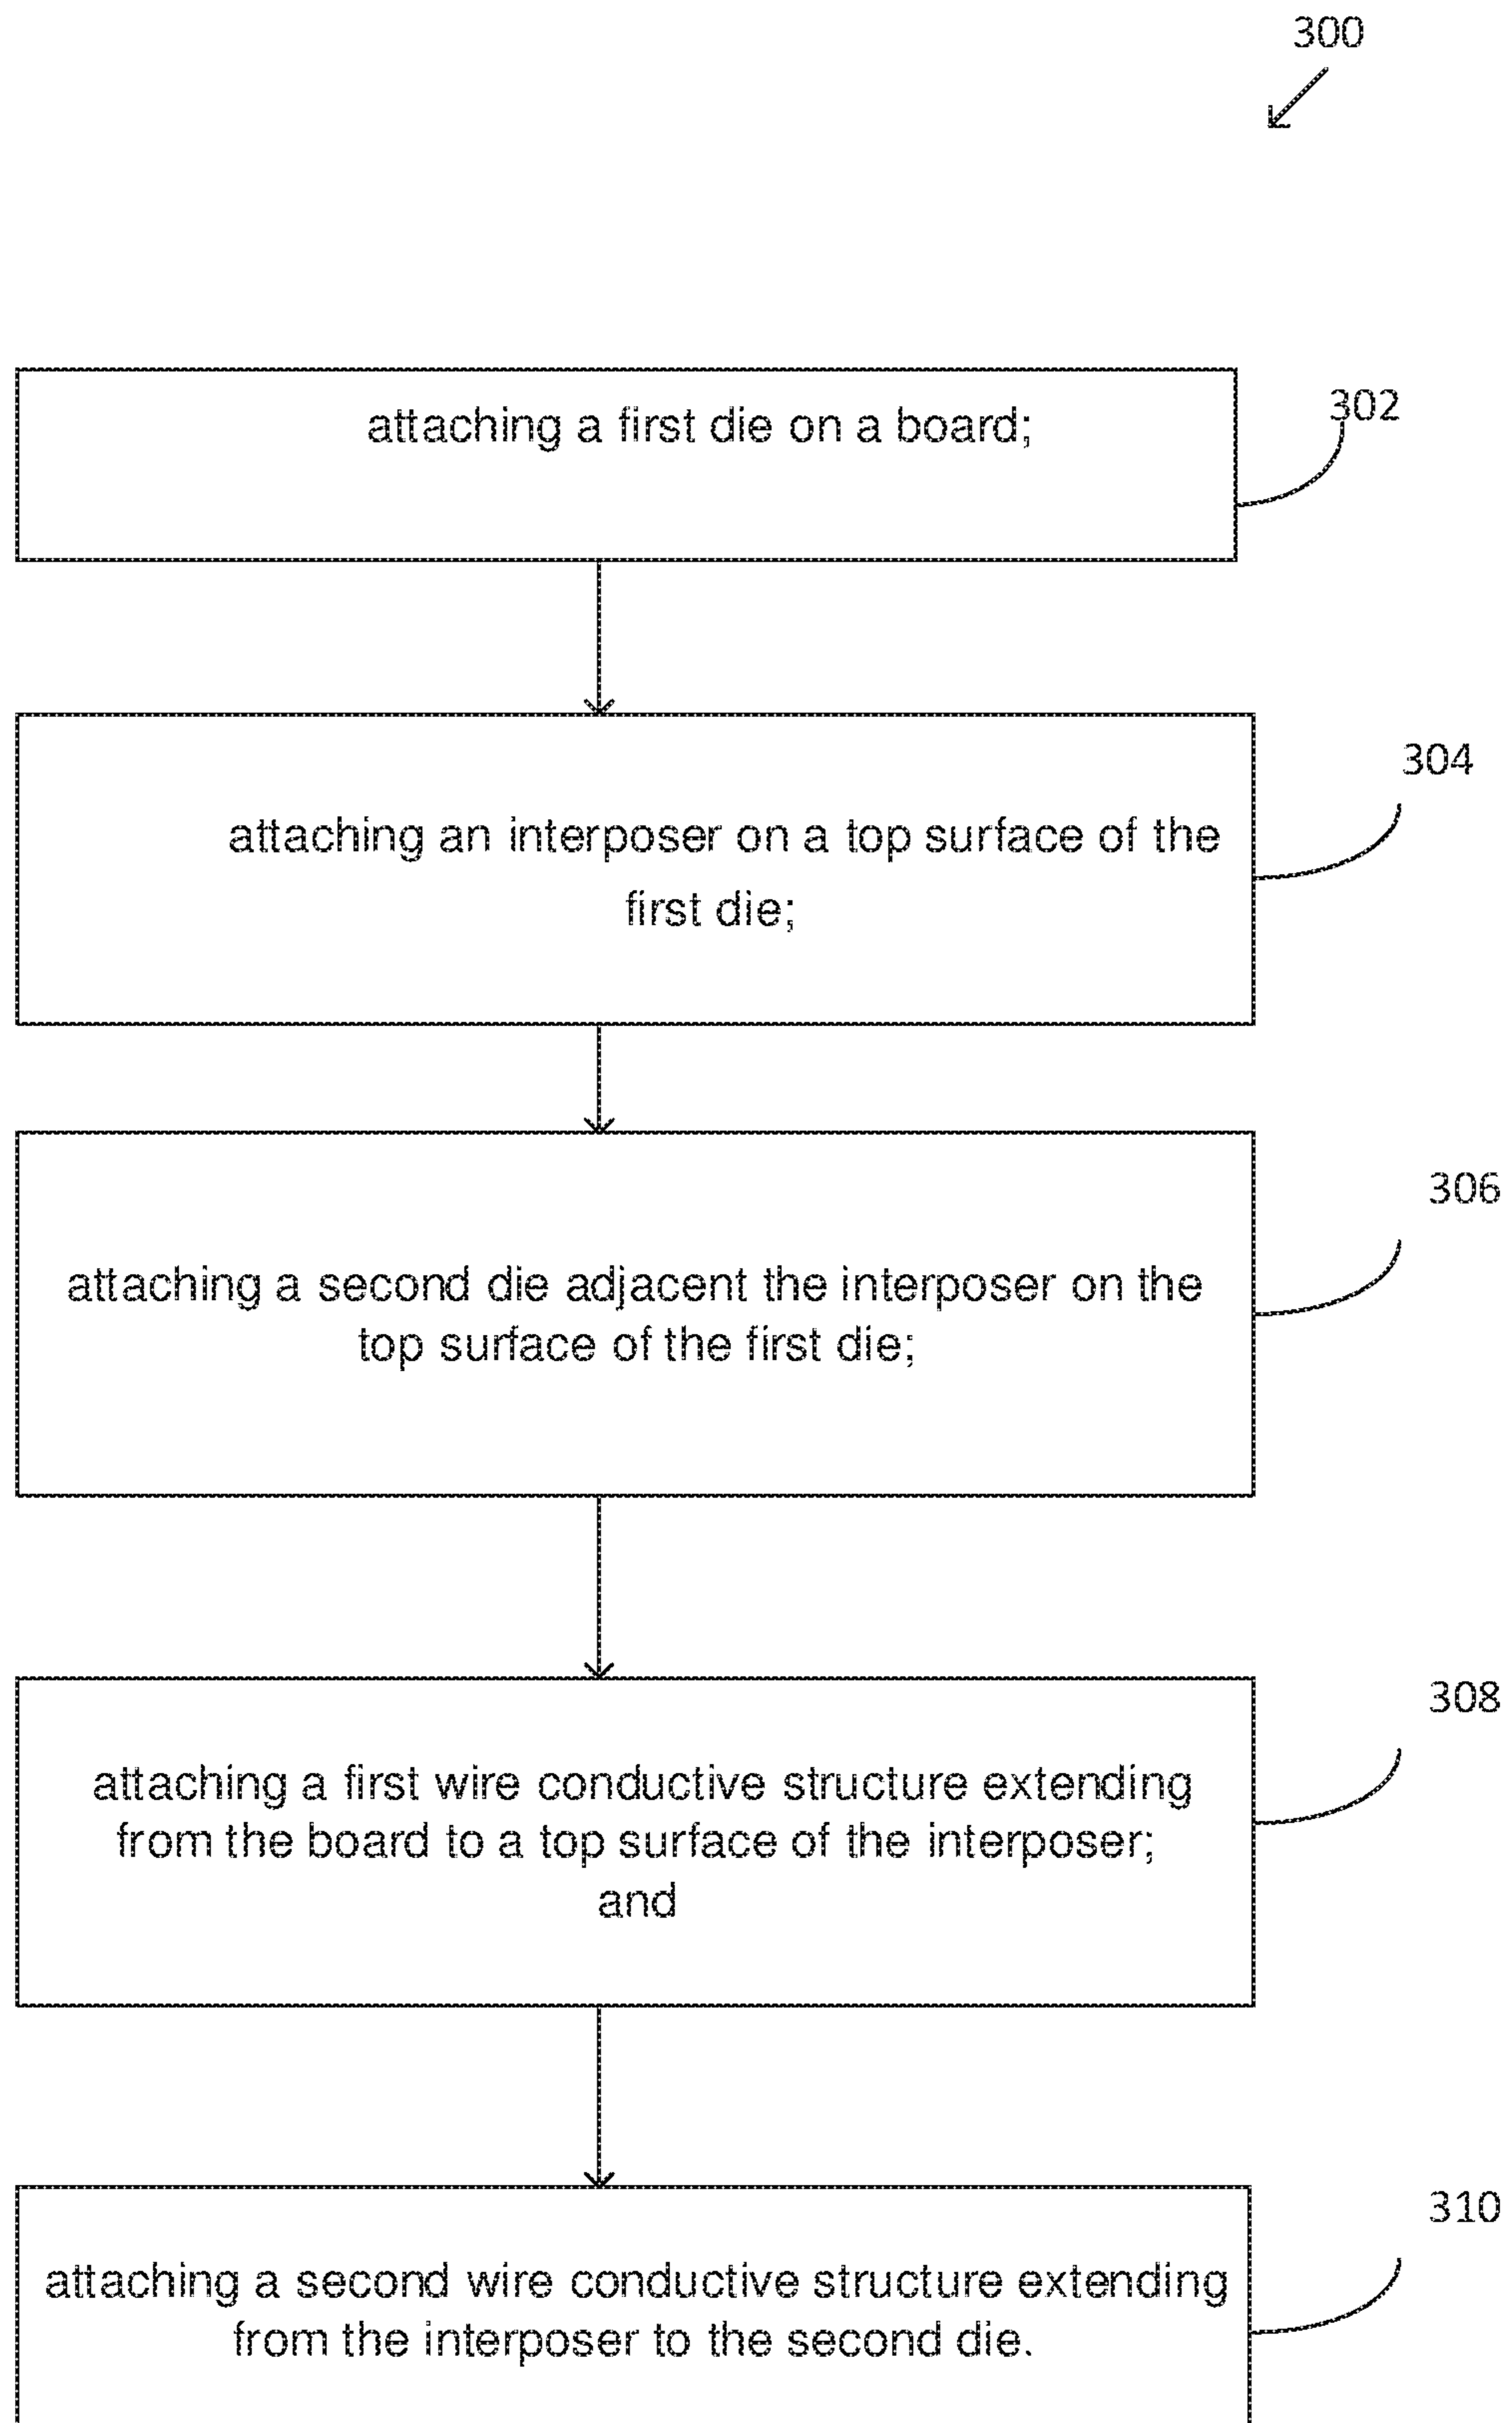 300
attaching a first die on a board;
302
304
attaching an interposer on a top surface of the
first die;
306
attaching a second die adjacent the interposer on the
top surface of the first die;
308
attaching a first wire conductive structure extending
from the board to a top surface of the interposer;
and
310
attaching a second wire conductive structure extending
from the interposer to the second die.